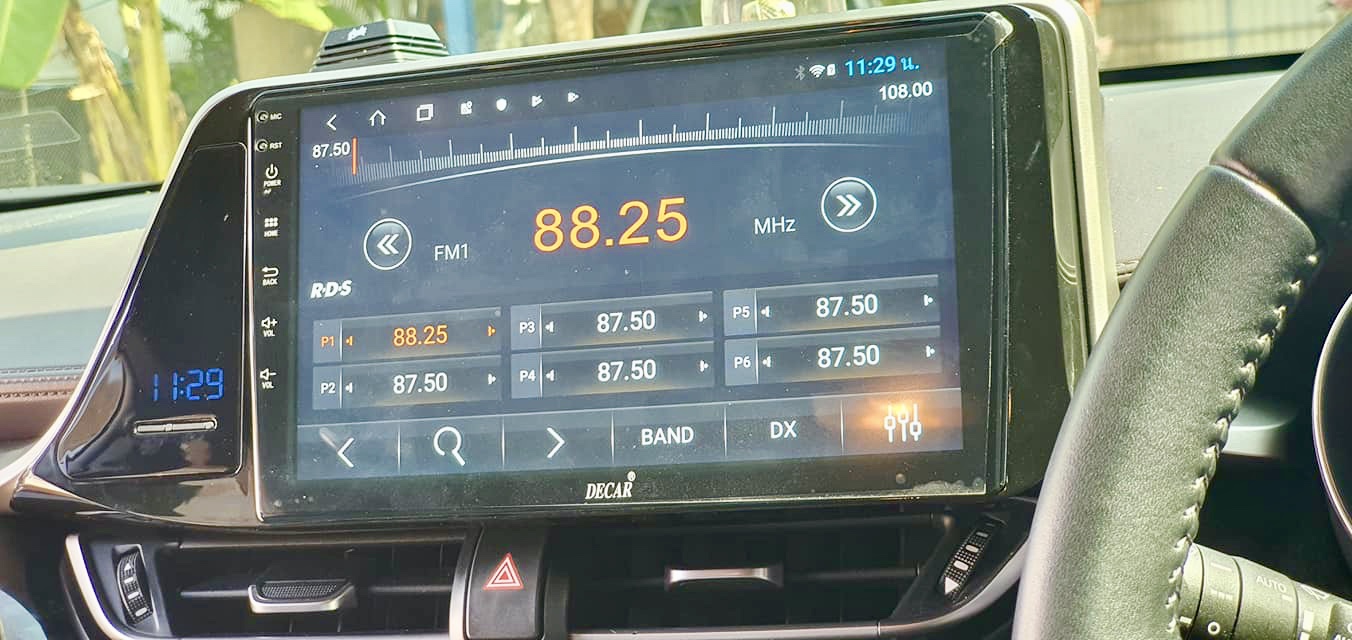 11:29 น.
108.00
MIC
RST
87.50
POWER
HOME
88.25
FM1
MHz
BACK
R·D·S
VOL
VOL
P1 88.25
P3 87.50
P5 87.50
P2 87.50
P4 87.50
P6 87.50
11:29
BAND
DX
DECAR®
AUTO